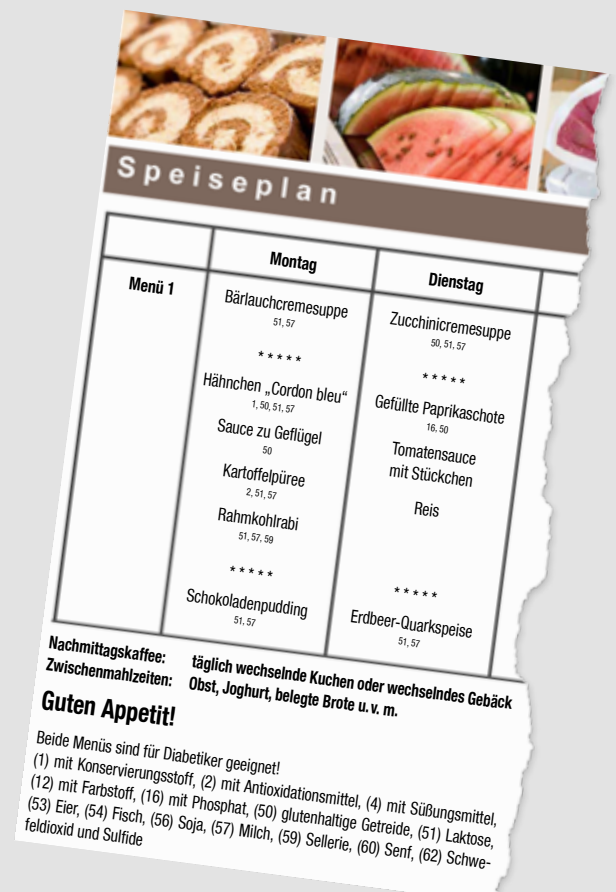 Speiseplan
Montag
Dienstag
Menü 1
Bärlauchcremesuppe
51, 57
* * * * *
Hähnchen „Cordon bleu“
1, 50, 51, 57
Sauce zu Geflügel
50
Kartoffelpüree
2, 51, 57
Rahmkohlrabi
51, 57, 59
* * * * *
Schokoladenpudding
51, 57
Zucchinicremesuppe
50, 51, 57
* * * * *
Gefüllte Paprikaschote
16, 50
Tomatensauce
mit Stückchen
Reis
* * * * *
Erdbeer-Quarkspeise
51, 57
Nachmittagskaffee: täglich wechselnde Kuchen oder wechselndes Gebäck
Zwischenmahlzeiten: Obst, Joghurt, belegte Brote u. v. m.
Guten Appetit!
Beide Menüs sind für Diabetiker geeignet!
(1) mit Konservierungsstoff, (2) mit Antioxidationsmittel, (4) mit Süßungsmittel,
(12) mit Farbstoff, (16) mit Phosphat, (50) glutenhaltige Getreide, (51) Laktose,
(53) Eier, (54) Fisch, (56) Soja, (57) Milch, (59) Sellerie, (60) Senf, (62) Schwe-
feldioxid und Sulfide